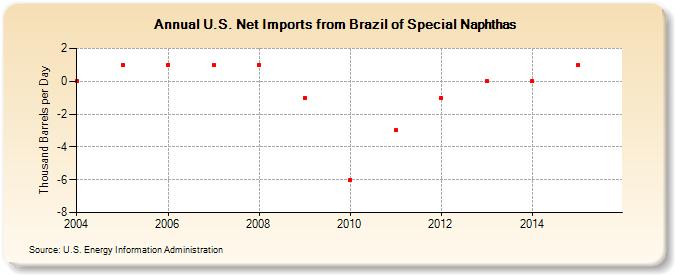 Annual U.S. Net Imports from Brazil of Special Naphthas
Thousand Barrels per Day
2
0
-2
-4
-6
-8
2004 2006 2008 2010 2012 2014
Source: U.S. Energy Information Administration